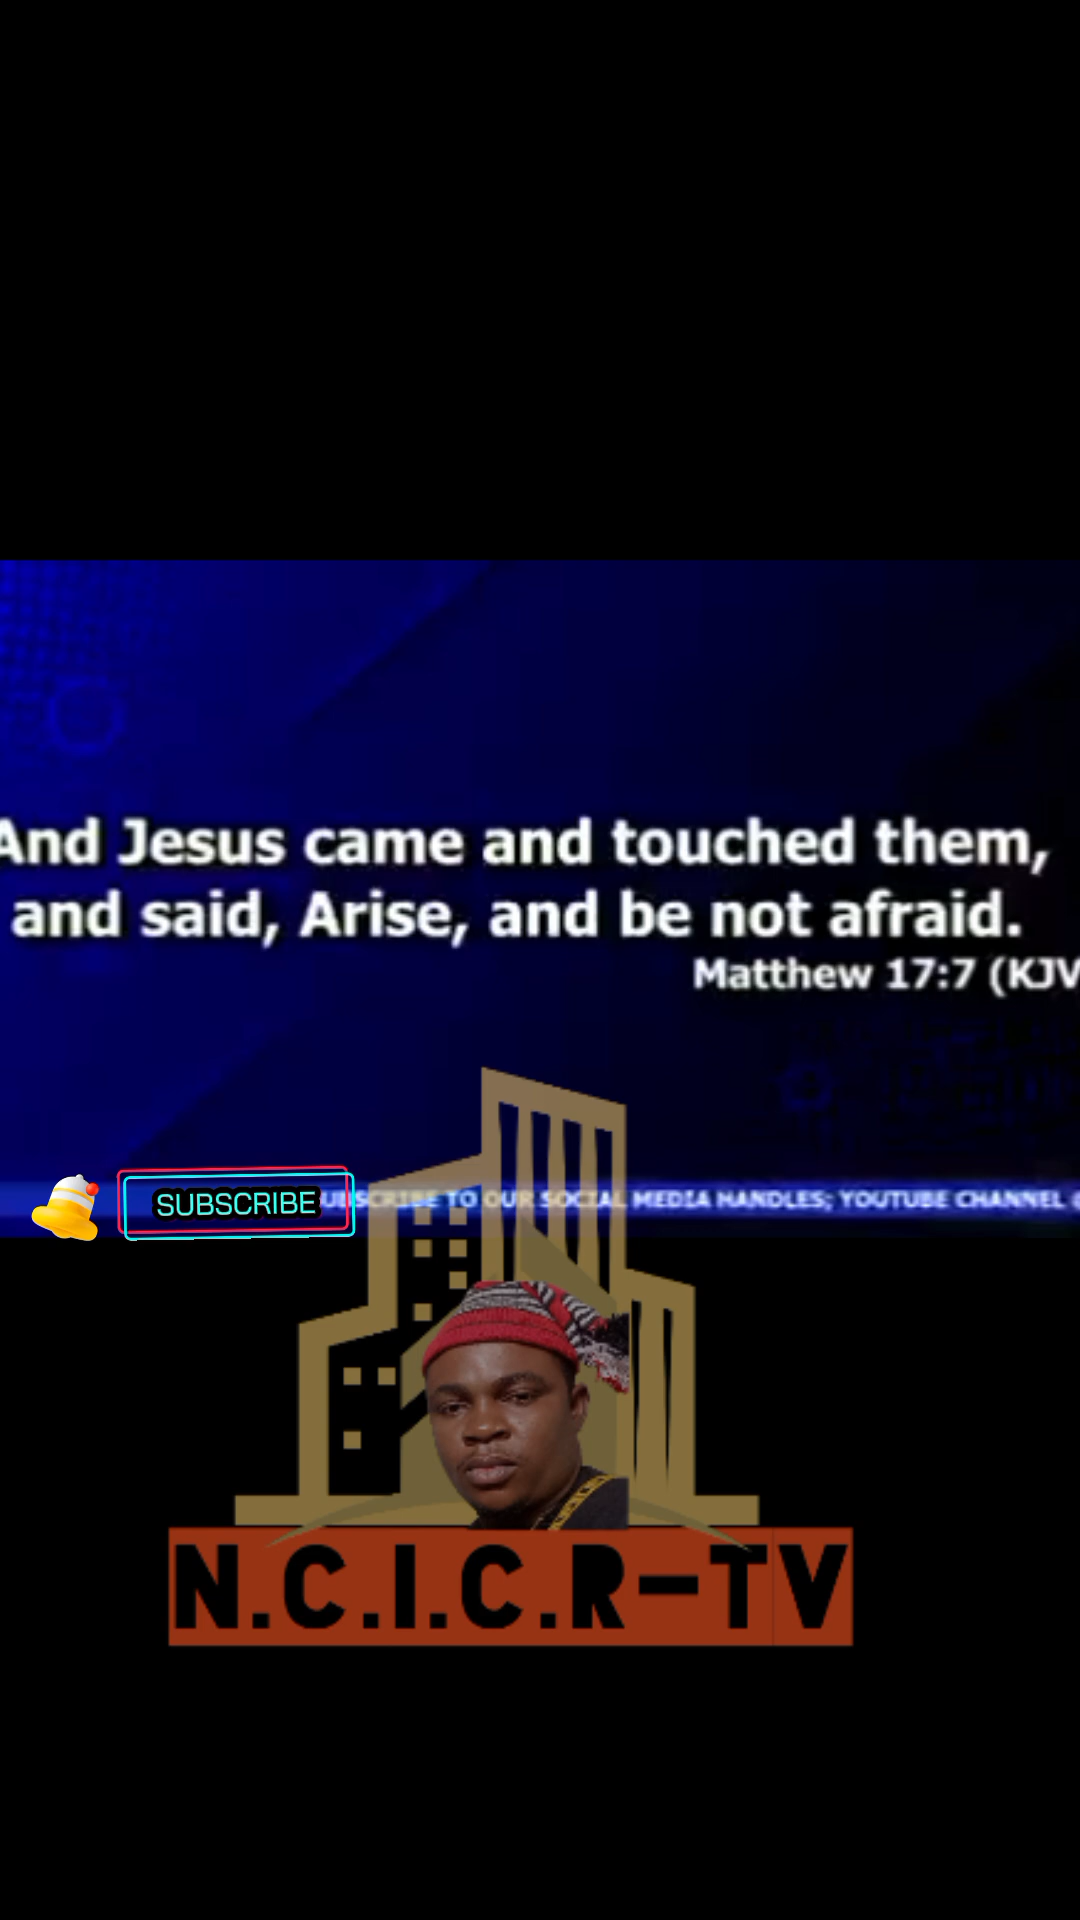 And Jesus came and touched them,
and said, Arise, and be not afraid.
Matthew 17:7 (KJV
SUBSCRIBE
UBSCRIBE TO OUR SOCIAL MEDIA HANDLES; YOUTUBE CHANNEL
N.C.I.C.R-TV